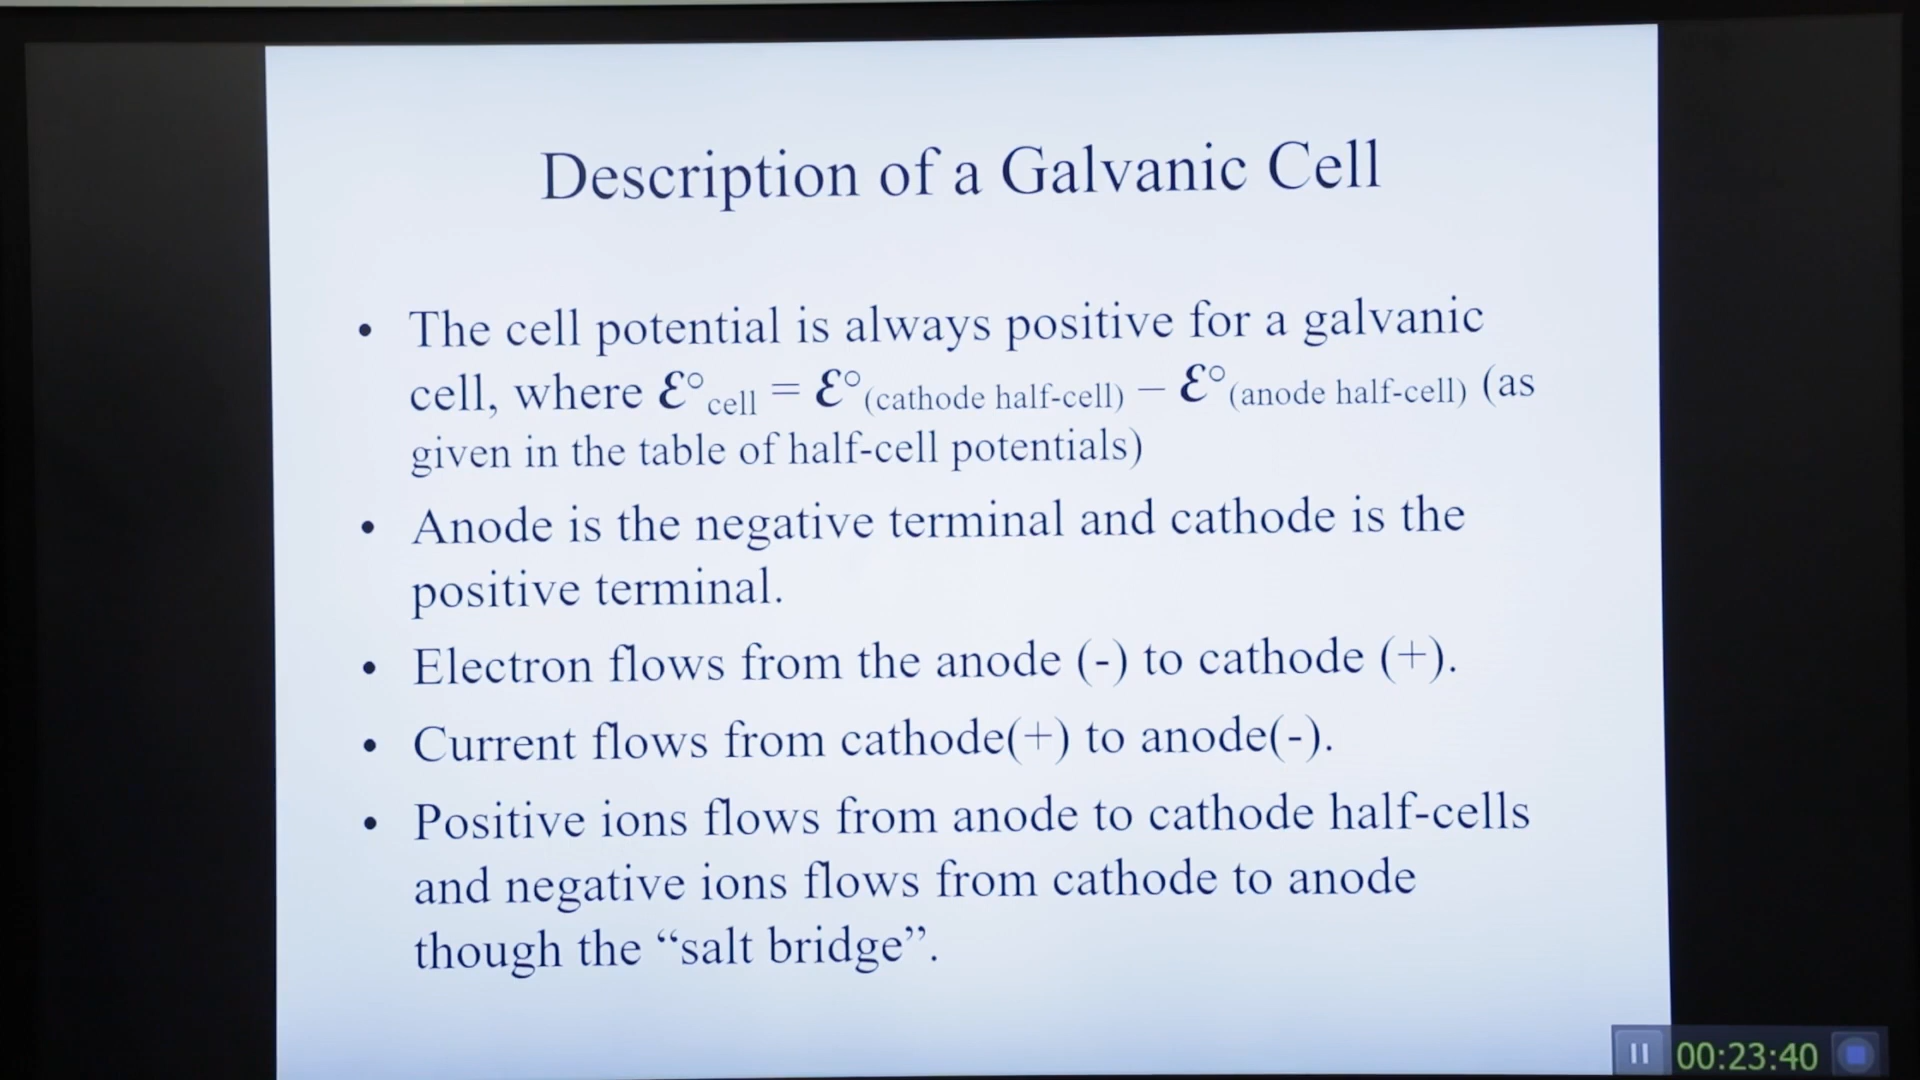 Description of a Galvanic Cell
• The cell potential is always positive for a galvanic
cell, where ℰ°cell = ℰ°(cathode half-cell) – ℰ°(anode half-cell) (as
given in the table of half-cell potentials)
• Anode is the negative terminal and cathode is the
positive terminal.
• Electron flows from the anode (-) to cathode (+).
• Current flows from cathode(+) to anode(-).
• Positive ions flows from anode to cathode half-cells
and negative ions flows from cathode to anode
though the “salt bridge”.
00:23:40